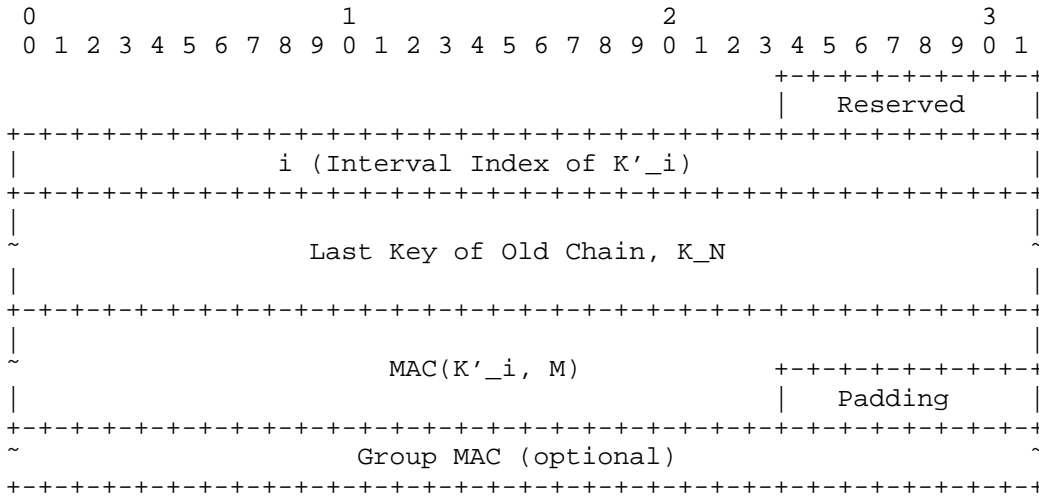 0                   1                   2                   3
0 1 2 3 4 5 6 7 8 9 0 1 2 3 4 5 6 7 8 9 0 1 2 3 4 5 6 7 8 9 0 1
                                               +-+-+-+-+-+-+-+-+
                                               |   Reserved    |
+-+-+-+-+-+-+-+-+-+-+-+-+-+-+-+-+-+-+-+-+-+-+-+-+-+-+-+-+-+-+-+-+
|                i (Interval Index of K’_i)                     |
+-+-+-+-+-+-+-+-+-+-+-+-+-+-+-+-+-+-+-+-+-+-+-+-+-+-+-+-+-+-+-+-+
|                                                               |
~                  Last Key of Old Chain, K_N                   ~
|                                                               |
+-+-+-+-+-+-+-+-+-+-+-+-+-+-+-+-+-+-+-+-+-+-+-+-+-+-+-+-+-+-+-+-+
|                                                               |
~                       MAC(K’_i, M)            +-+-+-+-+-+-+-+-+
|                                               |   Padding     |
+-+-+-+-+-+-+-+-+-+-+-+-+-+-+-+-+-+-+-+-+-+-+-+-+-+-+-+-+-+-+-+-+
~                     Group MAC (optional)                      ~
+-+-+-+-+-+-+-+-+-+-+-+-+-+-+-+-+-+-+-+-+-+-+-+-+-+-+-+-+-+-+-+-+